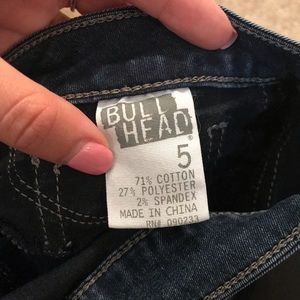 BULL
HEAD®
5
71% COTTON
27% POLYESTER
2% SPANDEX
MADE IN CHINA
RN# 090233